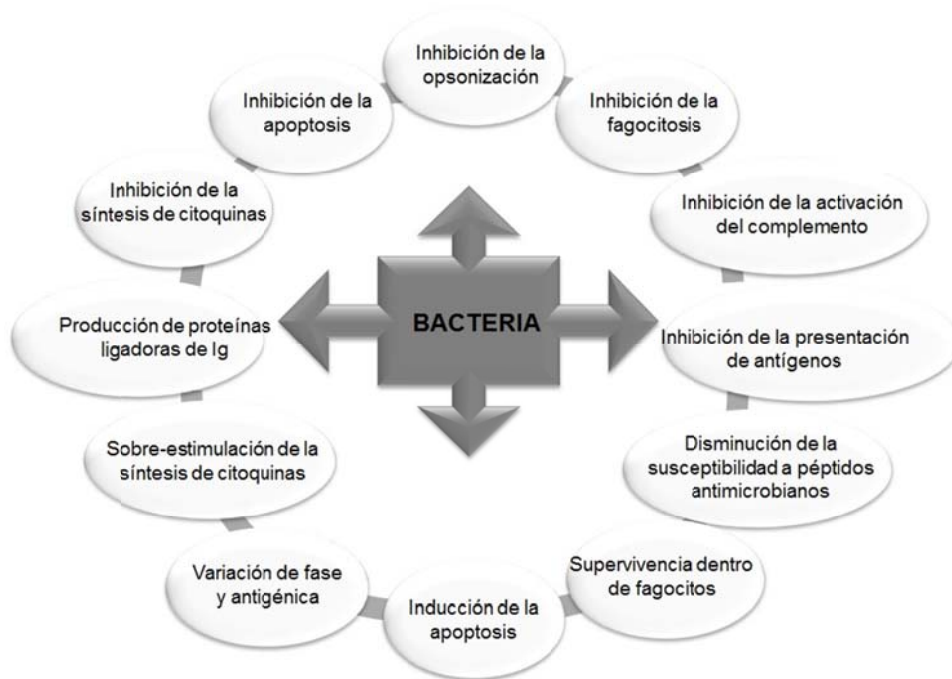 Inhibición de la
opsonización
Inhibición de la
fagocitosis
Inhibición de la activación
del complemento
Inhibición de la presentación
de antígenos
Disminución de la
susceptibilidad a péptidos
antimicrobianos
Supervivencia dentro
de fagocitos
Inducción de la
apoptosis
Variación de fase
y antigénica
Sobre-estimulación de la
síntesis de citoquinas
Producción de proteínas
ligadoras de Ig
Inhibición de la
síntesis de citoquinas
Inhibición de la
apoptosis
BACTERIA